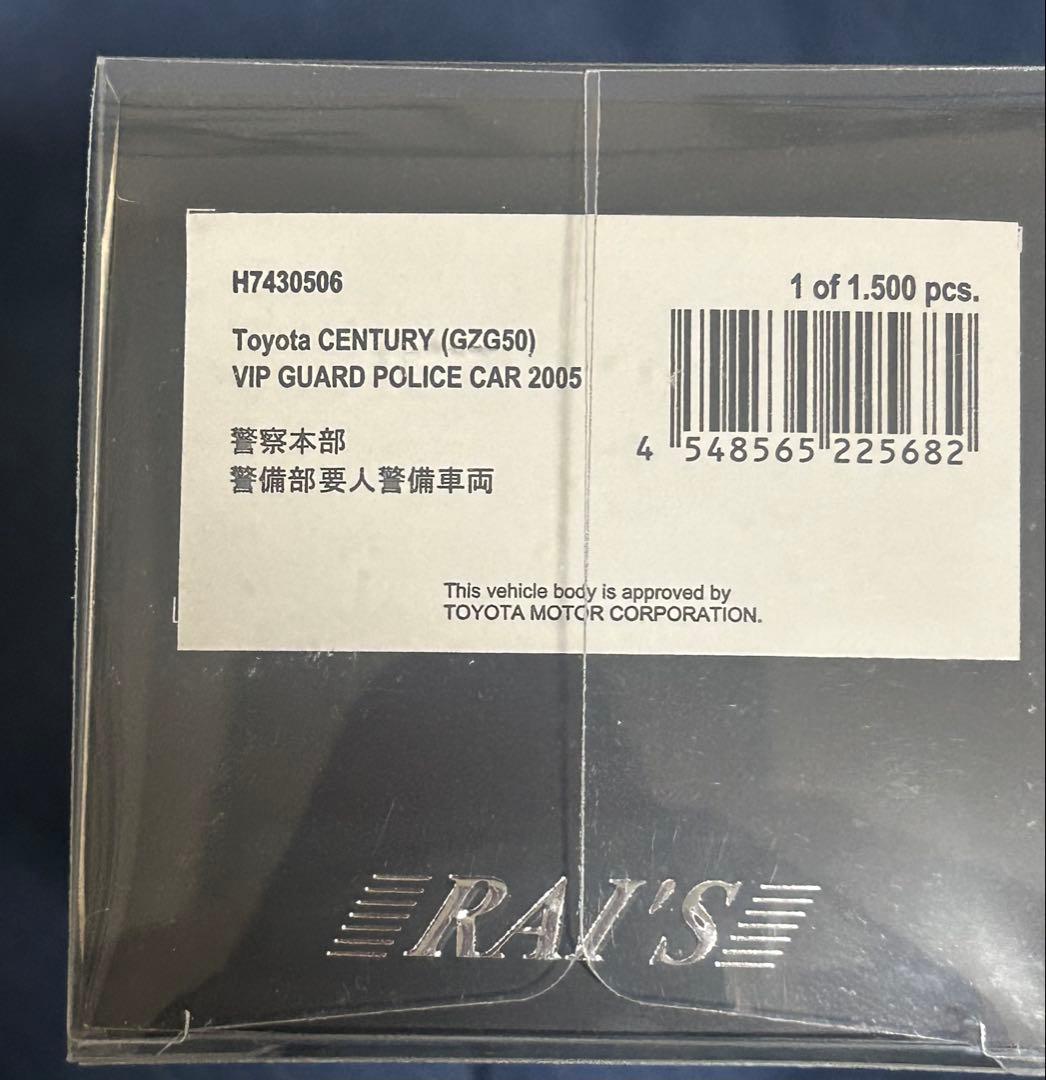 H7430506
1 of 1.500 pcs.
Toyota CENTURY (GZG50)
VIP GUARD POLICE CAR 2005
警察本部
警備部要人警備車両
4 548565 225682
This vehicle body is approved by
TOYOTA MOTOR CORPORATION.
RAI'S